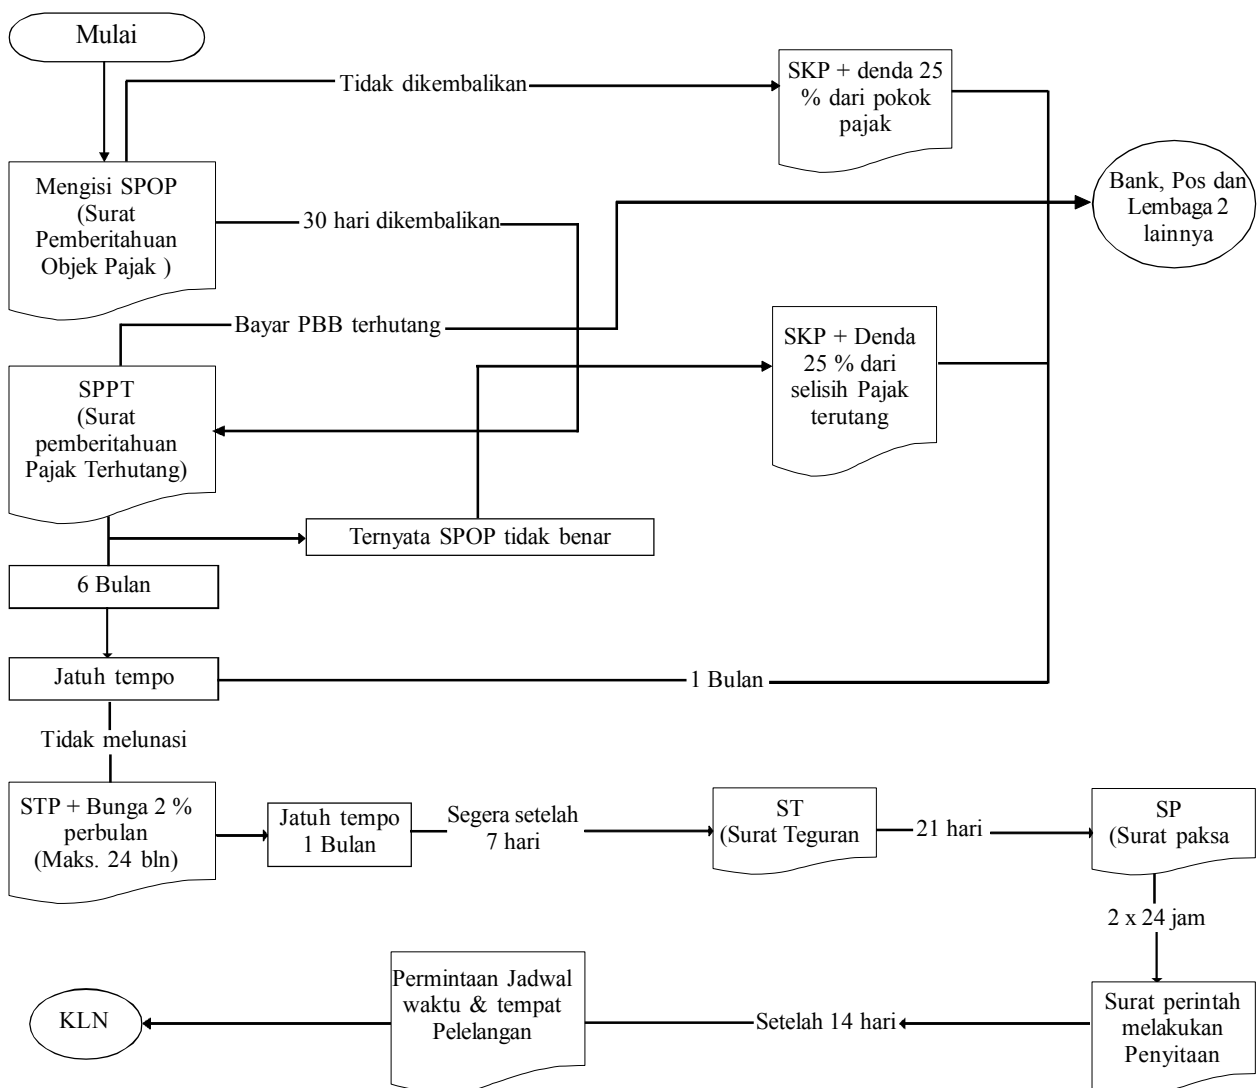 Mulai
Tidak dikembalikan
SKP + denda 25
% dari pokok
pajak
Mengisi SPOP
(Surat
Pemberitahuan
Objek Pajak )
30 hari dikembalikan
Bank, Pos dan
Lembaga 2
lainnya
Bayar PBB terhutang
SKP + Denda
25 % dari
selisih Pajak
terutang
SPPT
(Surat
pemberitahuan
Pajak Terhutang)
Ternyata SPOP tidak benar
6 Bulan
Jatuh tempo
1 Bulan
Tidak melunasi
STP + Bunga 2 %
perbulan
(Maks. 24 bln)
Jatuh tempo
1 Bulan
Segera setelah
7 hari
ST
(Surat Teguran
21 hari
SP
(Surat paksa
2 x 24 jam
Surat perintah
melakukan
Penyitaan
Setelah 14 hari
Permintaan Jadwal
waktu & tempat
Pelelangan
KLN